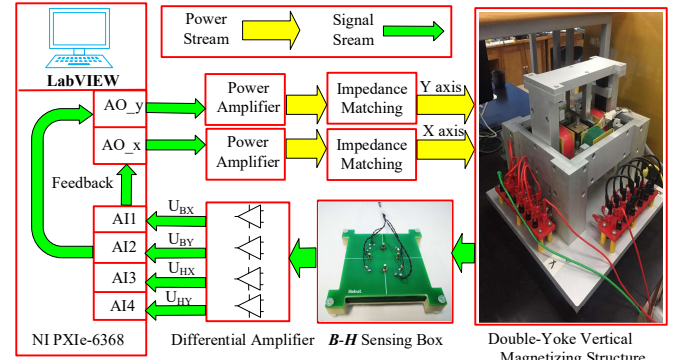 Power
Stream
Signal
Sream
LabVIEW
AO_y
Power
Amplifier
Impedance
Matching
Y axis
AO_x
Power
Amplifier
Impedance
Matching
X axis
Feedback
AI1
U_BX
AI2
U_BY
AI3
U_HX
AI4
U_HY
NI PXIe-6368
Differential Amplifier
B-H Sensing Box
Double-Yoke Vertical
Magnetizing Structure